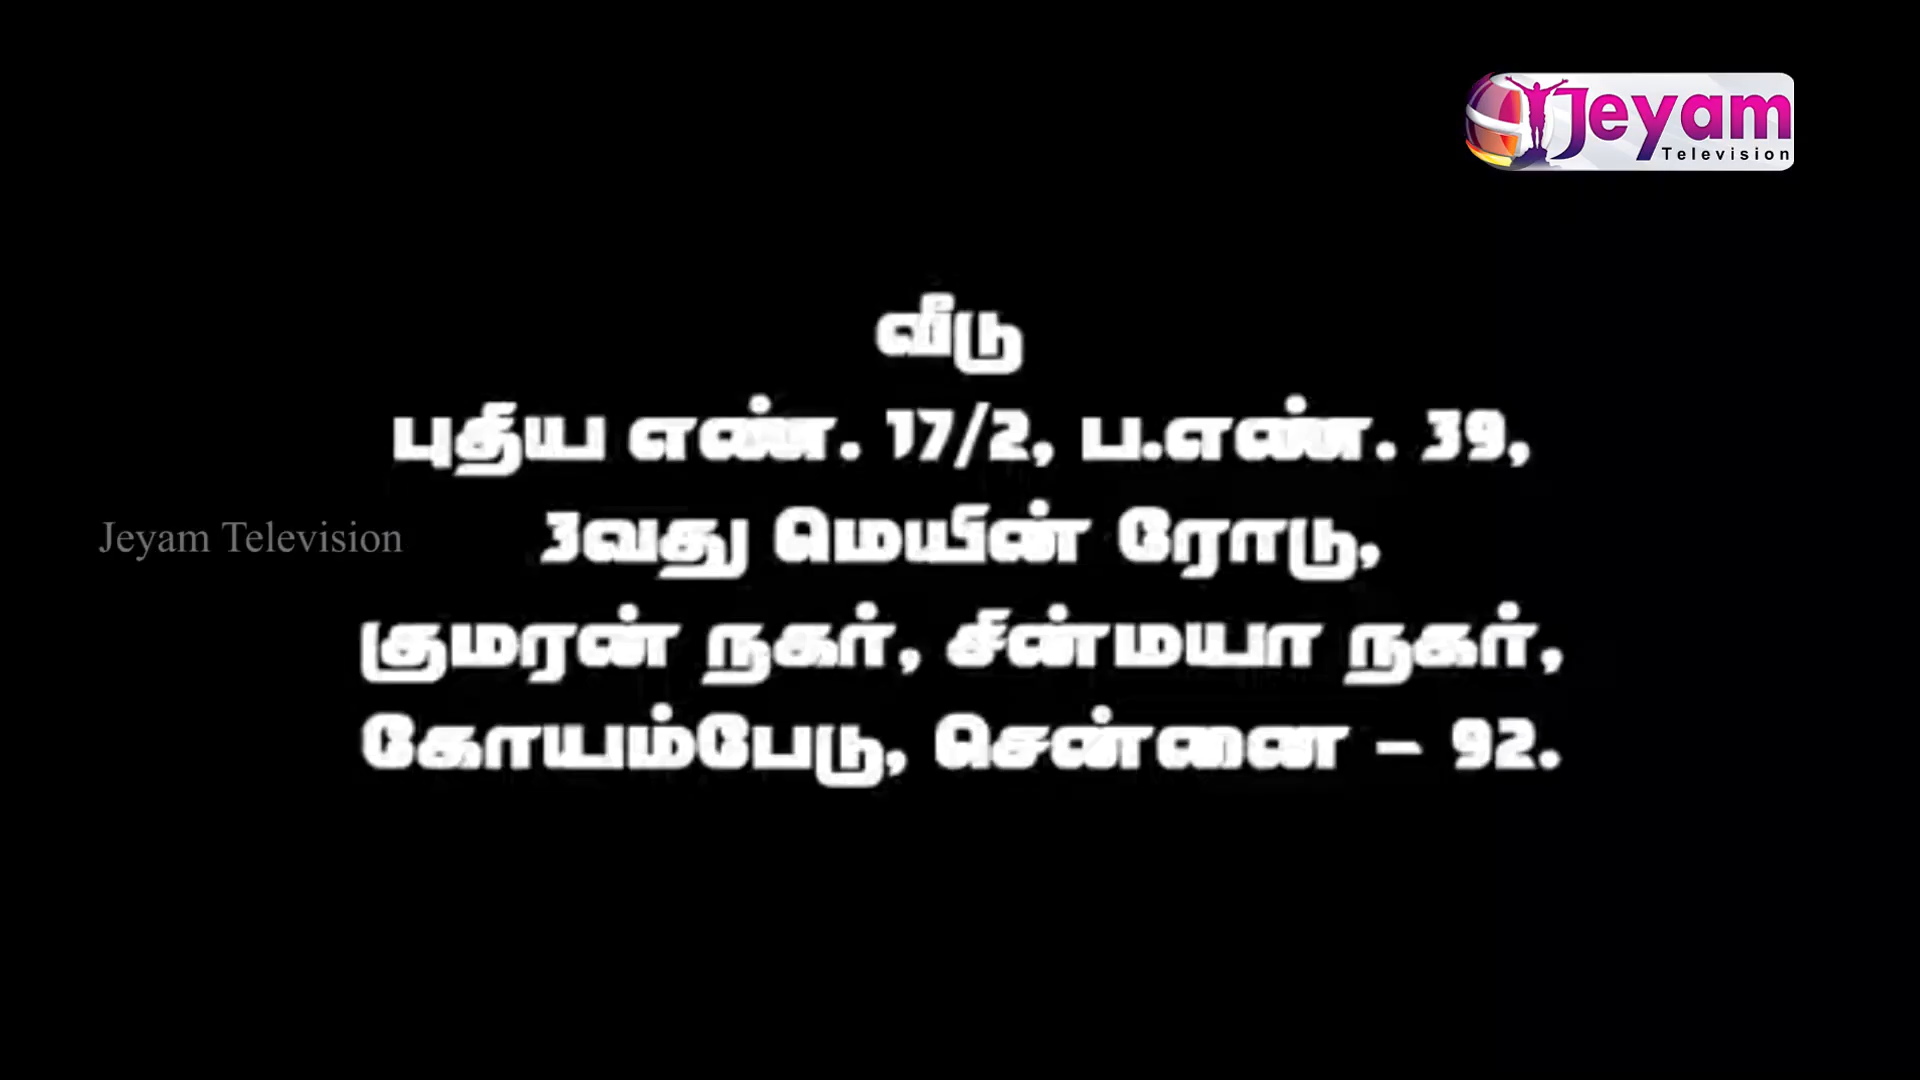 Jeyam
Television
வீடு
புதிய எண். 17/2, ப.எண். 39,
Jeyam Television
3வது மெயின் ரோடு,
குமரன் நகர், சின்மயா நகர்,
கோயம்பேடு, சென்னை – 92.